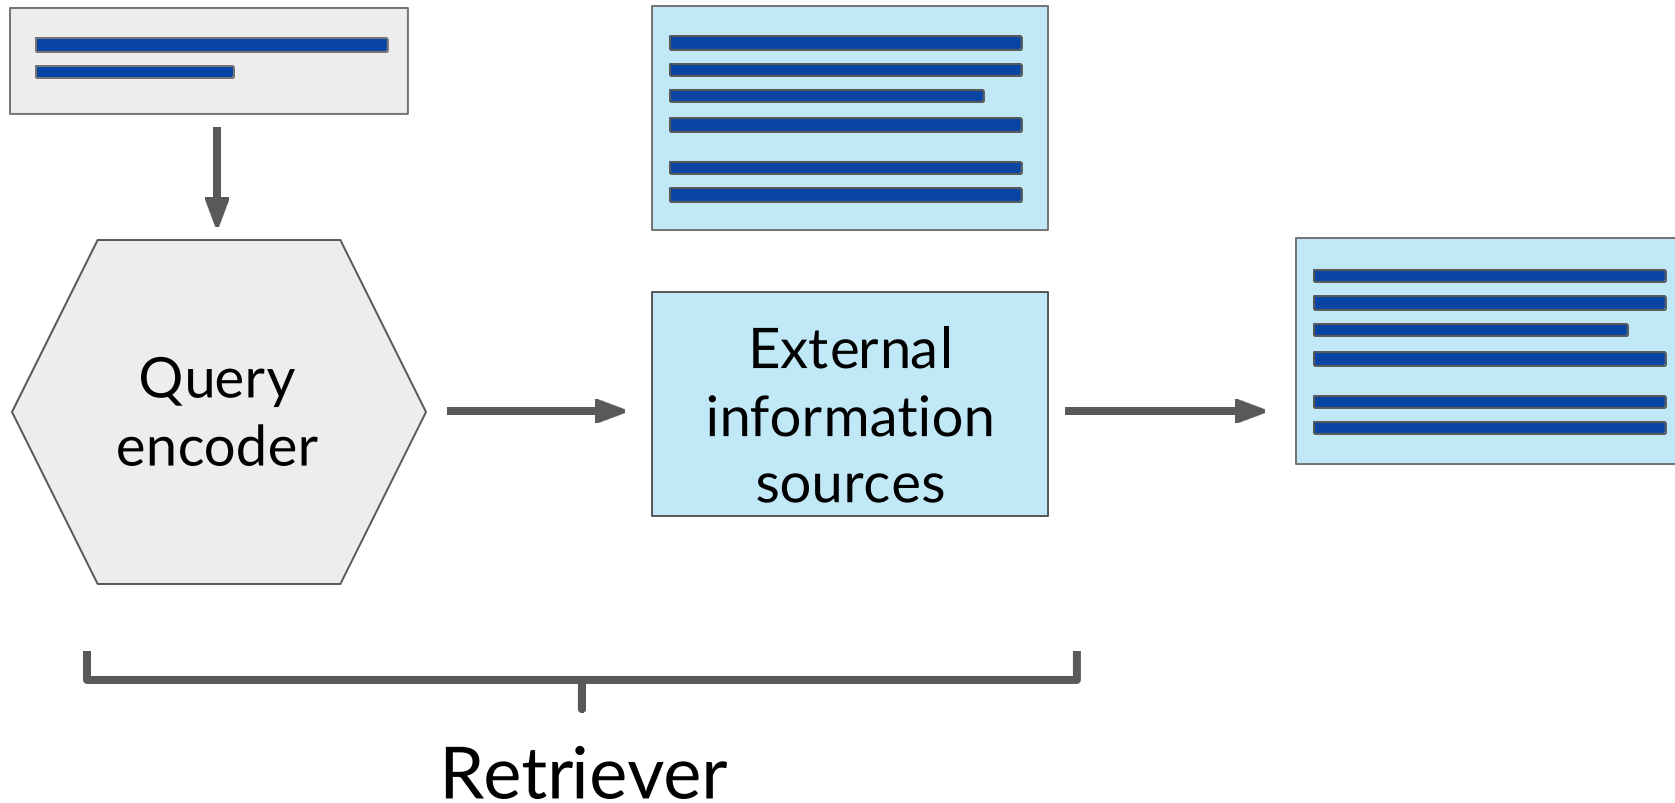 Query
encoder
External
information
sources
Retriever